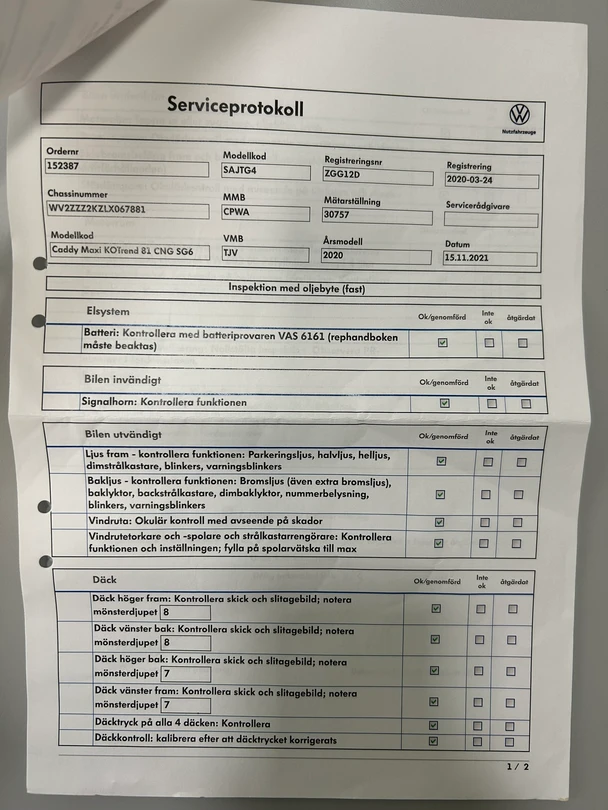 Serviceprotokoll
Nutzfahrzeuge
Ordernr
152387
Modellkod
SAJTG4
Registreringsnr
ZGG12D
Registrering
2020-03-24
Chassinummer
WV2ZZZ2KZLX067881
MMB
CPWA
Mätarställning
30757
Servicerådgivare
Modellkod
Caddy Maxi KOTrend 81 CNG SG6
VMB
TJV
Årsmodell
2020
Datum
15.11.2021
Inspektion med oljebyte (fast)
Elsystem
Ok/genomförd
Inte
ok
åtgärdat
Batteri: Kontrollera med batteriprovaren VAS 6161 (rephandboken
måste beaktas)
Bilen invändigt
Ok/genomförd
Inte
ok
åtgärdat
Signalhorn: Kontrollera funktionen
Bilen utvändigt
Ok/genomförd
Inte
ok
åtgärdat
Ljus fram - kontrollera funktionen: Parkeringsljus, halvljus, helljus,
dimstrålkastare, blinkers, varningsblinkers
Bakljus - kontrollera funktionen: Bromsljus (även extra bromsljus),
baklyktor, backstrålkastare, dimbaklyktor, nummerbelysning,
blinkers, varningsblinkers
Vindruta: Okulär kontroll med avseende på skador
Vindrutetorkare och -spolare och strålkastarrengörare: Kontrollera
funktionen och inställningen; fylla på spolarvätska till max
Däck
Ok/genomförd
Inte
ok
åtgärdat
Däck höger fram: Kontrollera skick och slitagebild; notera
mönsterdjupet 8
Däck vänster bak: Kontrollera skick och slitagebild; notera
mönsterdjupet 8
Däck höger bak: Kontrollera skick och slitagebild; notera
mönsterdjupet 7
Däck vänster fram: Kontrollera skick och slitagebild; notera
mönsterdjupet 7
Däcktryck på alla 4 däcken: Kontrollera
Däckkontroll: kalibrera efter att däcktrycket korrigerats
1 / 2